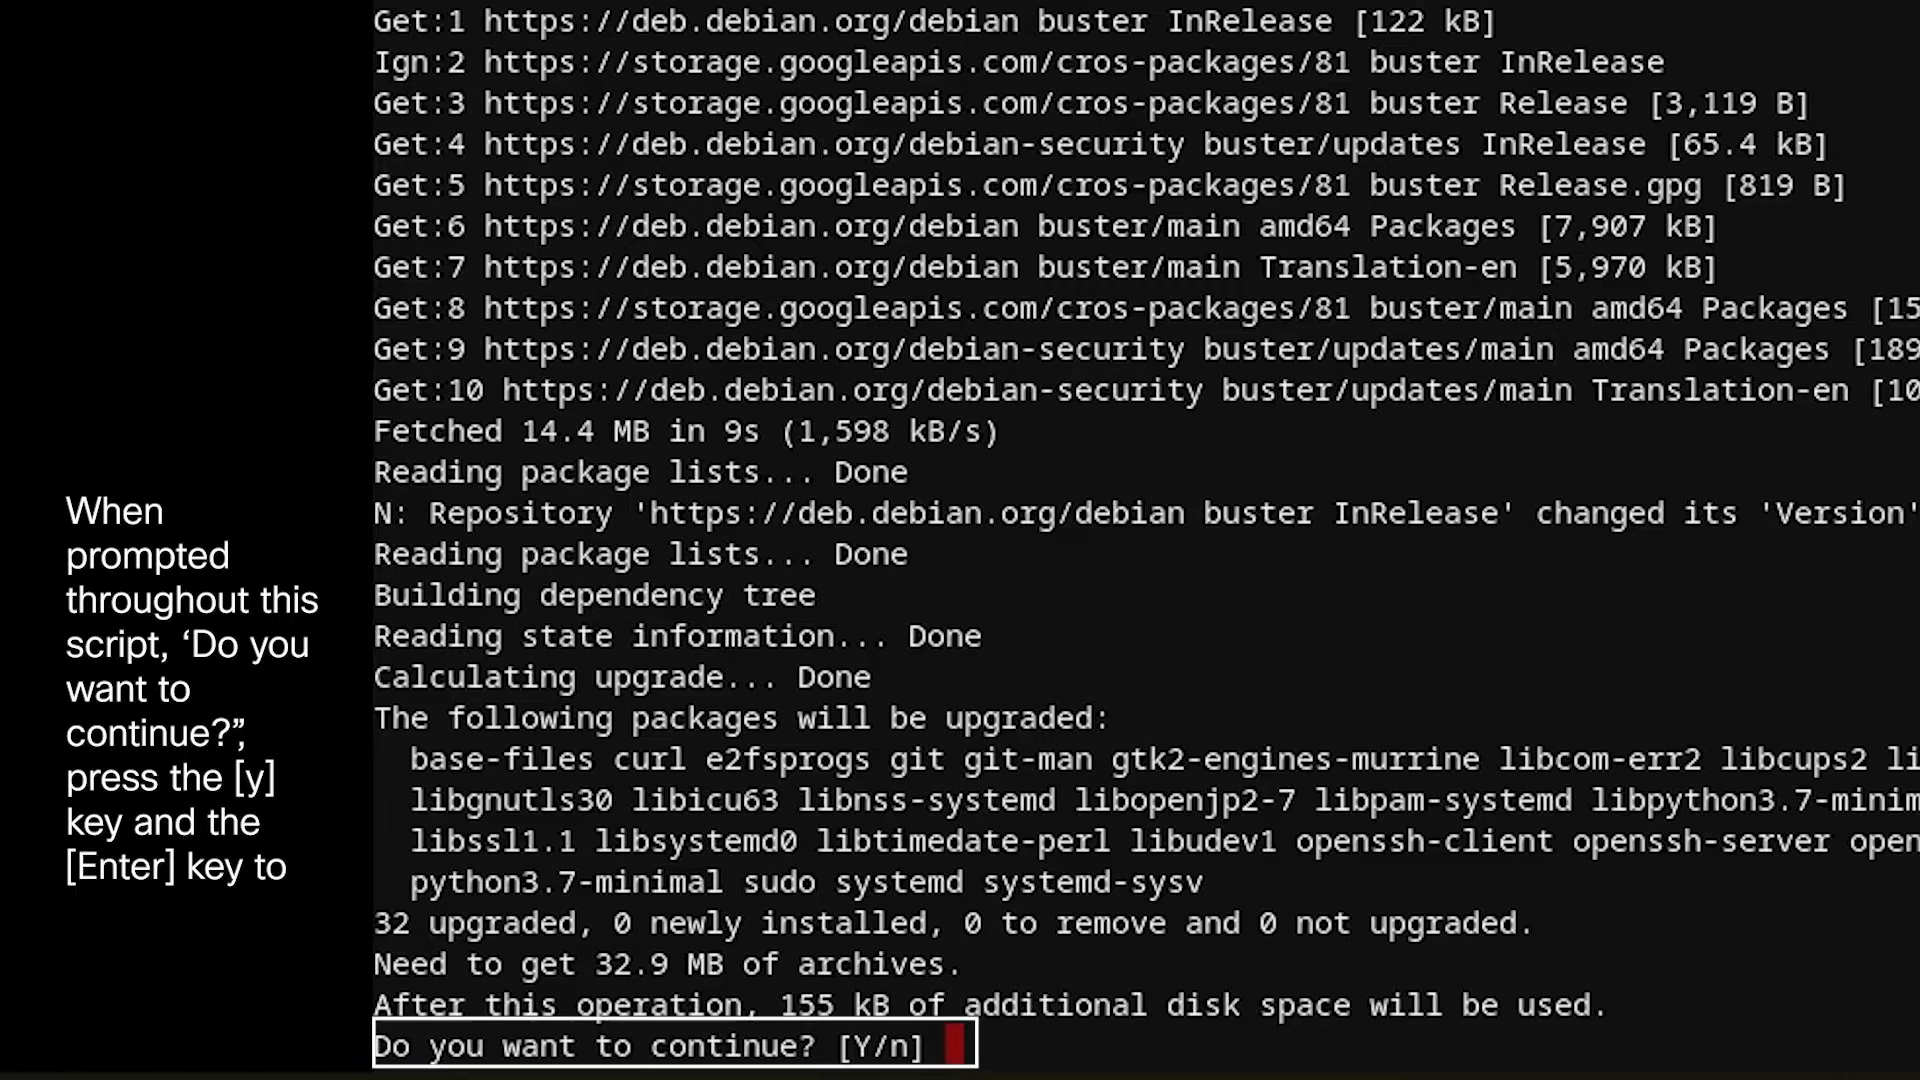 Get:1 https://deb.debian.org/debian buster InRelease [122 kB]
Ign:2 https://storage.googleapis.com/cros-packages/81 buster InRelease
Get:3 https://storage.googleapis.com/cros-packages/81 buster Release [3,119 B]
Get:4 https://deb.debian.org/debian-security buster/updates InRelease [65.4 kB]
Get:5 https://storage.googleapis.com/cros-packages/81 buster Release.gpg [819 B]
Get:6 https://deb.debian.org/debian buster/main amd64 Packages [7,907 kB]
Get:7 https://deb.debian.org/debian buster/main Translation-en [5,970 kB]
Get:8 https://storage.googleapis.com/cros-packages/81 buster/main amd64 Packages [15
Get:9 https://deb.debian.org/debian-security buster/updates/main amd64 Packages [189
Get:10 https://deb.debian.org/debian-security buster/updates/main Translation-en [10
Fetched 14.4 MB in 9s (1,598 kB/s)
Reading package lists... Done
N: Repository 'https://deb.debian.org/debian buster InRelease' changed its 'Version'
Reading package lists... Done
Building dependency tree
Reading state information... Done
Calculating upgrade... Done
The following packages will be upgraded:
base-files curl e2fsprogs git git-man gtk2-engines-murrine libcom-err2 libcups2 li
libgnutls30 libicu63 libnss-systemd libopenjp2-7 libpam-systemd libpython3.7-minim
libssl1.1 libsystemd0 libtimedate-perl libudev1 openssh-client openssh-server open
python3.7-minimal sudo systemd systemd-sysv
32 upgraded, 0 newly installed, 0 to remove and 0 not upgraded.
Need to get 32.9 MB of archives.
After this operation, 155 kB of additional disk space will be used.
Do you want to continue? [Y/n]
When
prompted
throughout this
script, ‘Do you
want to
continue?”,
press the [y]
key and the
[Enter] key to